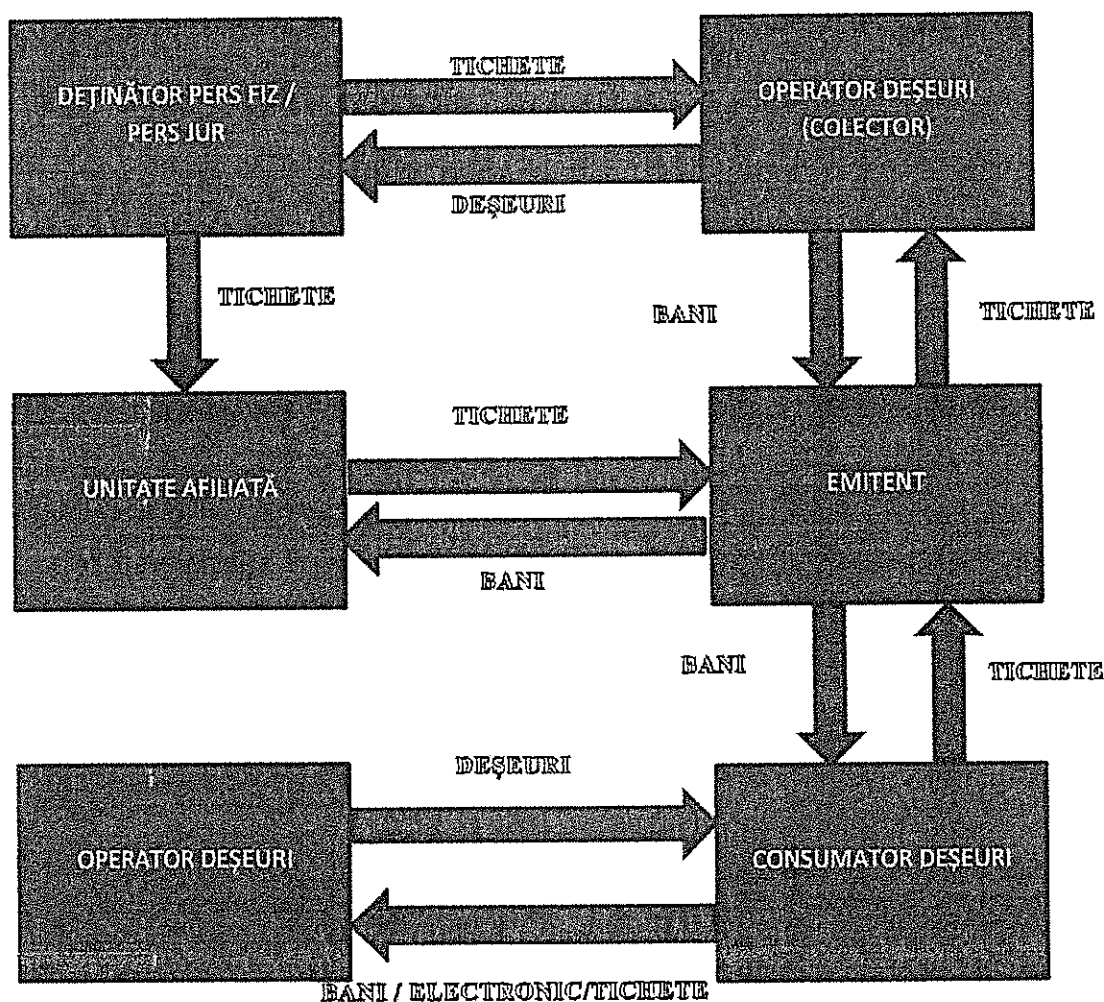 DEȚINĂTOR PERS FIZ /
PERS JUR
TICHETE
DEȘEURI
OPERATOR DEȘEURI
(COLECTOR)
TICHETE
BANI
TICHETE
UNITATE AFILIATĂ
TICHETE
BANI
EMITENT
BANI
TICHETE
OPERATOR DEȘEURI
DEȘEURI
BANI / ELECTRONIC/TICHETE
CONSUMATOR DEȘEURI